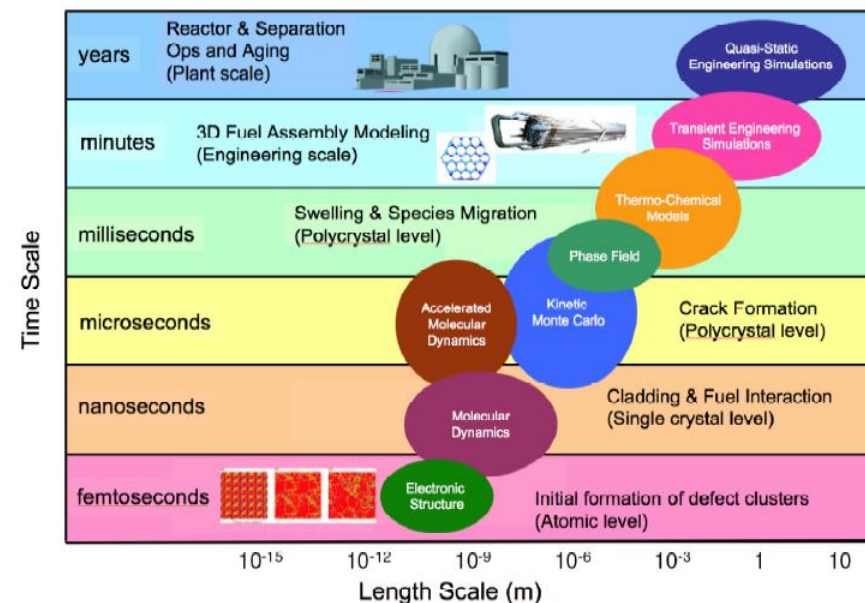 years
Reactor & Separation
Ops and Aging
(Plant scale)
Quasi-Static
Engineering Simulations
minutes
3D Fuel Assembly Modeling
(Engineering scale)
Transient Engineering
Simulations
Thermo-Chemical
Models
milliseconds
Swelling & Species Migration
(Polycrystal level)
Phase Field
Time Scale
microseconds
Accelerated
Molecular
Dynamics
Kinetic
Monte Carlo
Crack Formation
(Polycrystal level)
nanoseconds
Molecular
Dynamics
Cladding & Fuel Interaction
(Single crystal level)
femtoseconds
Electronic
Structure
Initial formation of defect clusters
(Atomic level)
10⁻¹⁵ 10⁻¹² 10⁻⁹ 10⁻⁶ 10⁻³ 1 10
Length Scale (m)